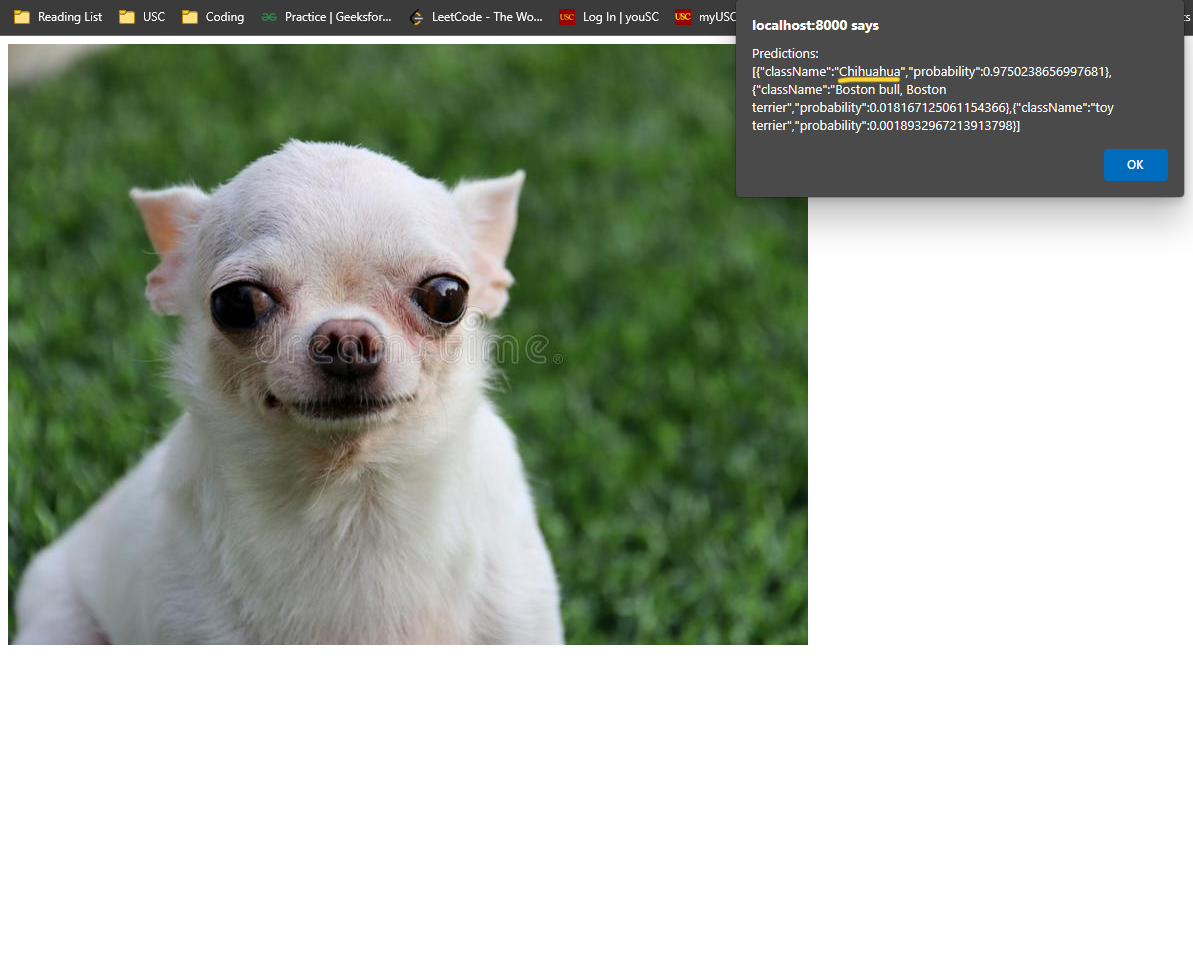 Reading List USC Coding Practice | Geeksfor... LeetCode - The Wo... USC Log In | youSC USC myUSC
localhost:8000 says
Predictions:
[{"className":"Chihuahua","probability":0.9750238656997681},
{"className":"Boston bull, Boston
terrier","probability":0.018167125061154366},{"className":"toy
terrier","probability":0.0018932967213913798}]
OK
dreamstime®